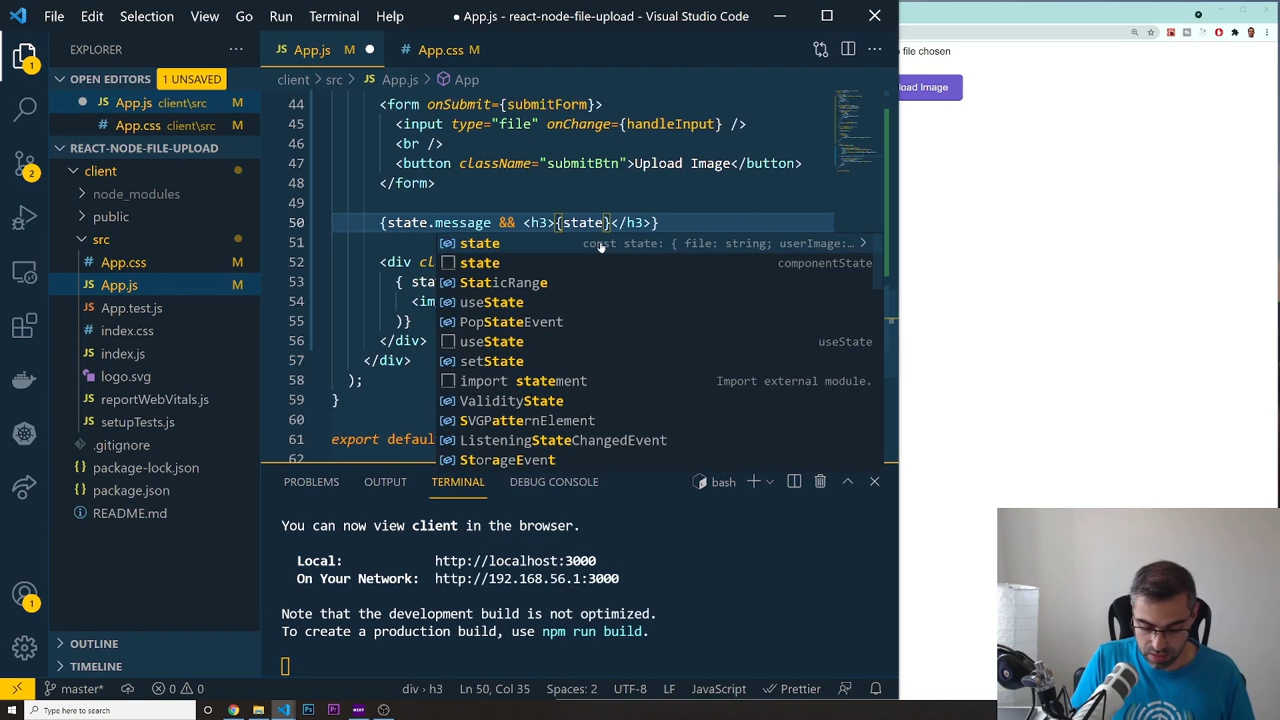 File Edit Selection View Go Run Terminal Help
● App.js - react-node-file-upload - Visual Studio Code
EXPLORER
OPEN EDITORS 1 UNSAVED
App.js client\src M
App.css client\src M
REACT-NODE-FILE-UPLOAD
client
node_modules
public
src
App.css M
App.js M
App.test.js
index.css
index.js
logo.svg
reportWebVitals.js
setupTests.js
.gitignore
package-lock.json
package.json
README.md
OUTLINE
TIMELINE
App.js M
App.css M
client > src > App.js > App
44 <form onSubmit={submitForm}>
45 <input type="file" onChange={handleInput} />
46 <br />
47 <button className="submitBtn">Upload Image</button>
48 </form>
49
50 {state.message && <h3>{state}</h3>}
51
52 <div c
53 { sta
54 <im
55 )}
56 </div>
57 </div>
58 );
59 }
60
61 export defaul
62
state const state: { file: string; userImage:…
state componentState
StaticRange
useState
PopStateEvent
useState useState
setState
import statement Import external module.
ValidityState
SVGPatternElement
ListeningStateChangedEvent
StorageEvent
PROBLEMS OUTPUT TERMINAL DEBUG CONSOLE
bash
You can now view client in the browser.
Local: http://localhost:3000
On Your Network: http://192.168.56.1:3000
Note that the development build is not optimized.
To create a production build, use npm run build.
master* 0 0
div › h3 Ln 50, Col 35 Spaces: 2 UTF-8 LF JavaScript Prettier
Type here to search
file chosen
load Image